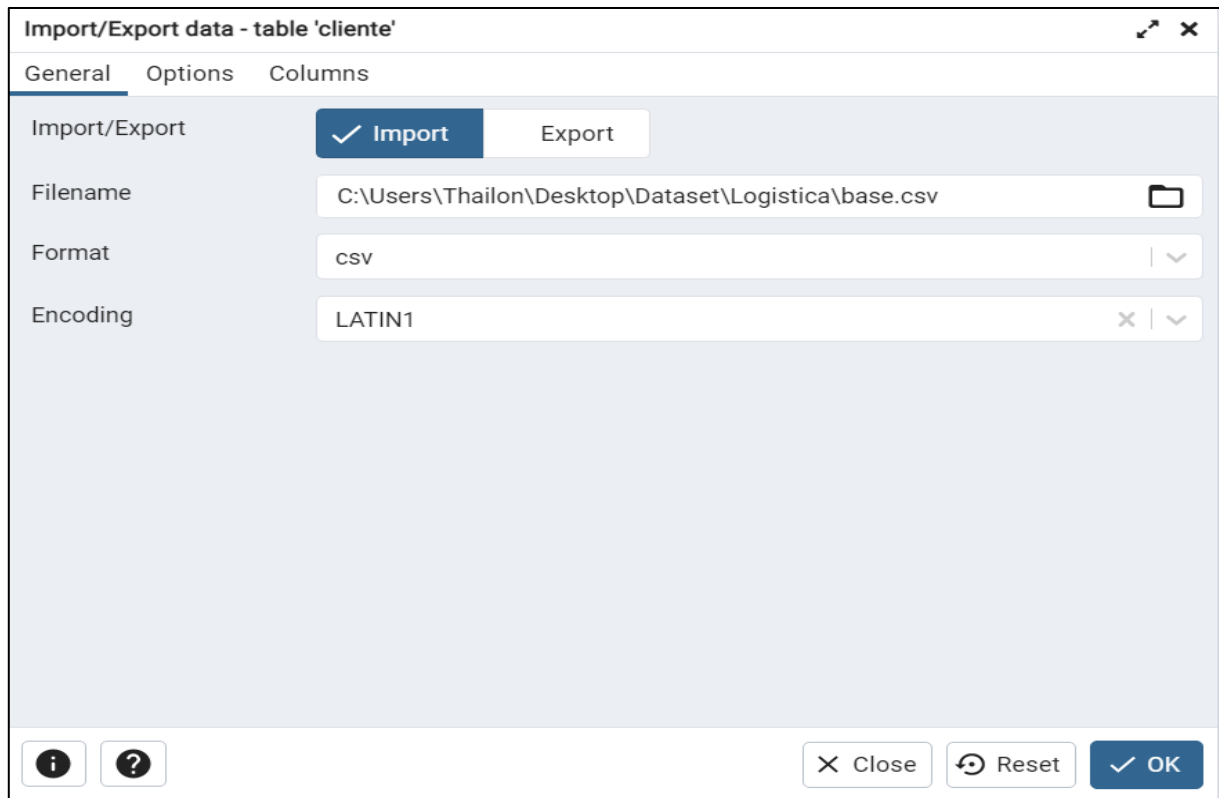 Import/Export data - table 'cliente'
General Options Columns
Import/Export Import Export
Filename C:\Users\Thailon\Desktop\Dataset\Logistica\base.csv
Format csv
Encoding LATIN1
Close Reset OK